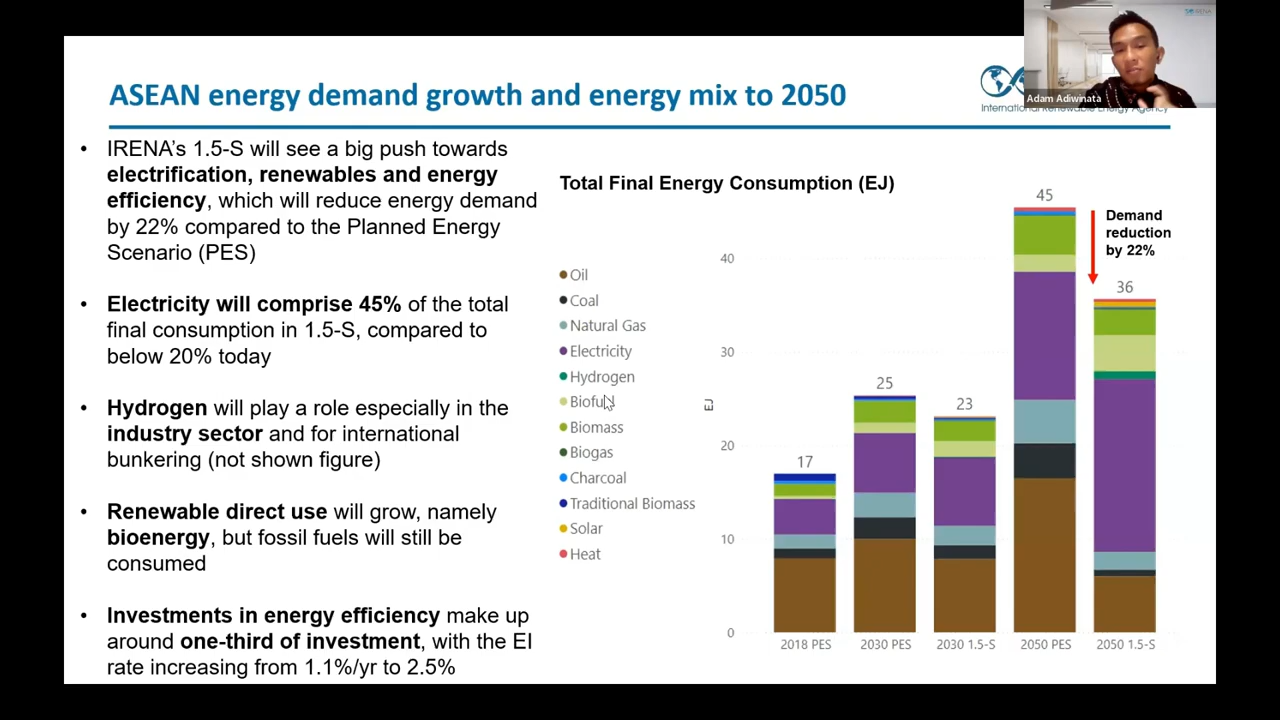 ASEAN energy demand growth and energy mix to 2050
IRENA
Adam Adiwinata
International Renewable Energy Agency
• IRENA's 1.5-S will see a big push towards
electrification, renewables and energy
efficiency, which will reduce energy demand
by 22% compared to the Planned Energy
Scenario (PES)
• Electricity will comprise 45% of the total
final consumption in 1.5-S, compared to
below 20% today
• Hydrogen will play a role especially in the
industry sector and for international
bunkering (not shown figure)
• Renewable direct use will grow, namely
bioenergy, but fossil fuels will still be
consumed
• Investments in energy efficiency make up
around one-third of investment, with the EI
rate increasing from 1.1%/yr to 2.5%
Total Final Energy Consumption (EJ)
Oil
Coal
Natural Gas
Electricity
Hydrogen
Biofuel
Biomass
Biogas
Charcoal
Traditional Biomass
Solar
Heat
EJ
40
30
20
10
0
17
25
23
45
36
Demand
reduction
by 22%
2018 PES
2030 PES
2030 1.5-S
2050 PES
2050 1.5-S